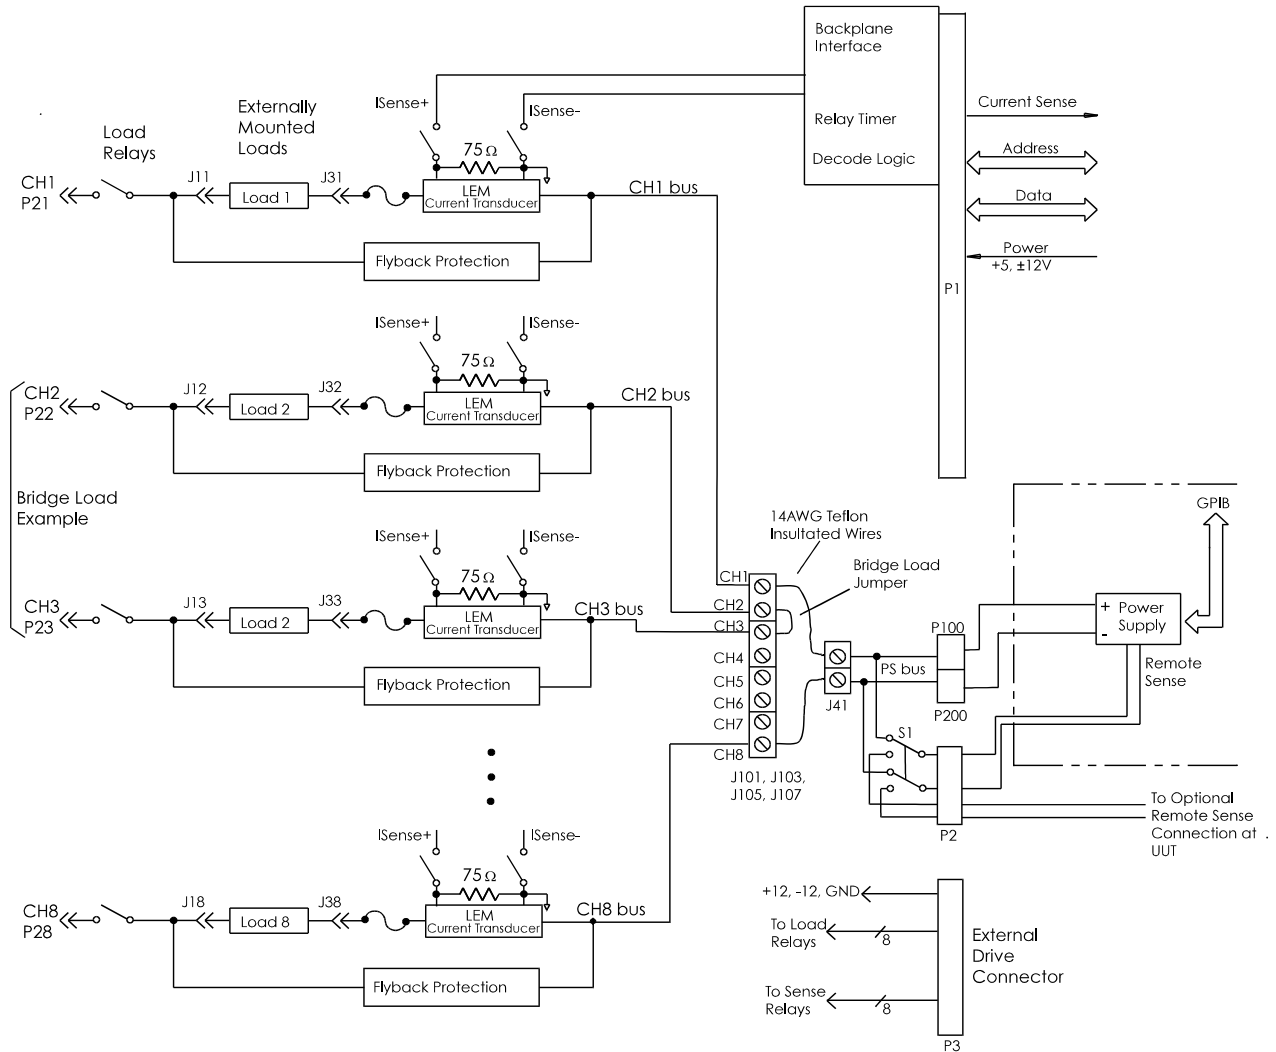 Backplane
Interface
Relay Timer
Decode Logic
P1
Current Sense
Address
Data
Power
+5, ±12V
Load
Relays
Externally
Mounted
Loads
CH1
P21
J11
Load 1
J31
ISense+
ISense-
75Ω
LEM
Current Transducer
CH1 bus
Flyback Protection
Bridge Load
Example
CH2
P22
J12
Load 2
J32
ISense+
ISense-
75Ω
LEM
Current Transducer
CH2 bus
Flyback Protection
CH3
P23
J13
Load 2
J33
ISense+
ISense-
75Ω
LEM
Current Transducer
CH3 bus
Flyback Protection
CH8
P28
J18
Load 8
J38
ISense+
ISense-
75Ω
LEM
Current Transducer
CH8 bus
Flyback Protection
14AWG Teflon
Insultated Wires
Bridge Load
Jumper
CH1
CH2
CH3
CH4
CH5
CH6
CH7
CH8
J101, J103,
J105, J107
J41
PS bus
P100
P200
S1
P2
GPIB
+ Power
- Supply
Remote
Sense
To Optional
Remote Sense
Connection at .
UUT
+12, -12, GND
To Load
Relays
8
To Sense
Relays
8
External
Drive
Connector
P3